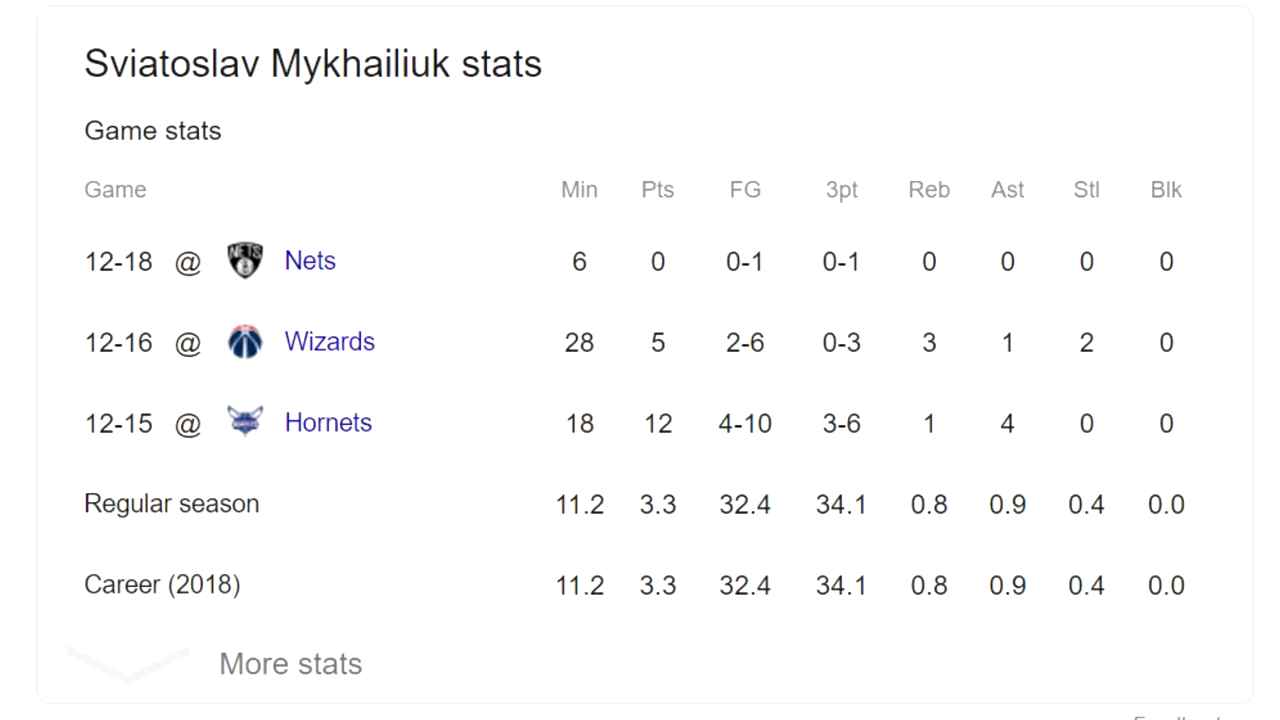 Sviatoslav Mykhailiuk stats
Game stats
Game Min Pts FG 3pt Reb Ast Stl Blk
12-18 @ NETS Nets 6 0 0-1 0-1 0 0 0 0
12-16 @ Wizards 28 5 2-6 0-3 3 1 2 0
12-15 @ Hornets 18 12 4-10 3-6 1 4 0 0
Regular season 11.2 3.3 32.4 34.1 0.8 0.9 0.4 0.0
Career (2018) 11.2 3.3 32.4 34.1 0.8 0.9 0.4 0.0
More stats